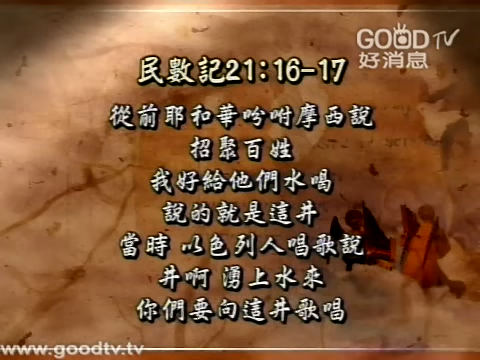 GOOD TV
好消息
民數記21:16-17
從前耶和華吩咐摩西說
招聚百姓
我好給他們水喝
說的就是這井
當時 以色列人唱歌說
井啊 湧上水來
你們要向這井歌唱
www.goodtv.tv